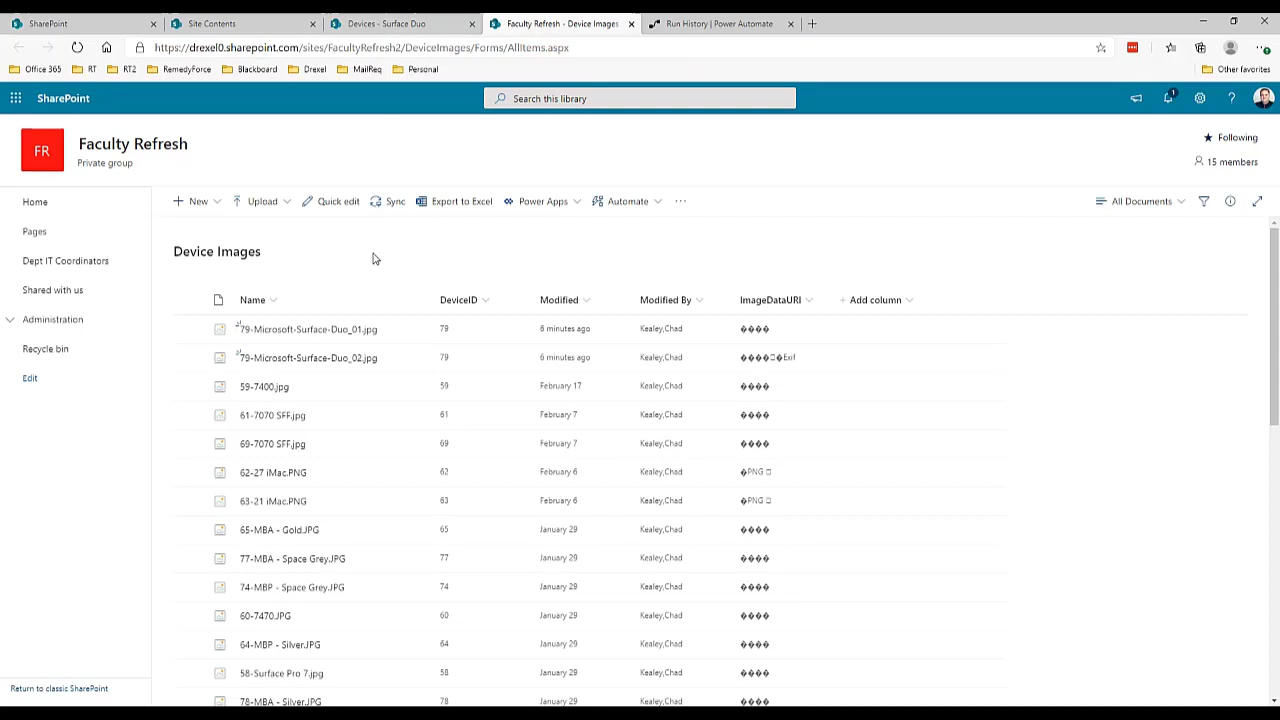 SharePoint
Site Contents
Devices - Surface Duo
Faculty Refresh - Device Images
Run History | Power Automate
https://drexel0.sharepoint.com/sites/FacultyRefresh2/DeviceImages/Forms/AllItems.aspx
Office 365 RT RT2 RemedyForce Blackboard Drexel MailReq Personal Other favorites
SharePoint
Search this library
1
FR
Faculty Refresh
Private group
Following
15 members
New Upload Quick edit Sync Export to Excel Power Apps Automate ··· All Documents
Home
Pages
Dept IT Coordinators
Shared with us
Administration
Recycle bin
Edit
Return to classic SharePoint
Device Images
Name DeviceID Modified Modified By ImageDataURI + Add column
79-Microsoft-Surface-Duo_01.jpg 79 6 minutes ago Kealey,Chad ����
79-Microsoft-Surface-Duo_02.jpg 79 6 minutes ago Kealey,Chad ����□�Exif
59-7400.jpg 59 February 17 Kealey,Chad ����
61-7070 SFF.jpg 61 February 7 Kealey,Chad ����
69-7070 SFF.jpg 69 February 7 Kealey,Chad ����
62-27 iMac.PNG 62 February 6 Kealey,Chad �PNG □
63-21 iMac.PNG 63 February 6 Kealey,Chad �PNG □
65-MBA - Gold.JPG 65 January 29 Kealey,Chad ����
77-MBA - Space Grey.JPG 77 January 29 Kealey,Chad ����
74-MBP - Space Grey.JPG 74 January 29 Kealey,Chad ����
60-7470.JPG 60 January 29 Kealey,Chad ����
64-MBP - Silver.JPG 64 January 29 Kealey,Chad ����
58-Surface Pro 7.jpg 58 January 29 Kealey,Chad ����
78-MBA - Silver.JPG 78 January 29 Kealey,Chad ����